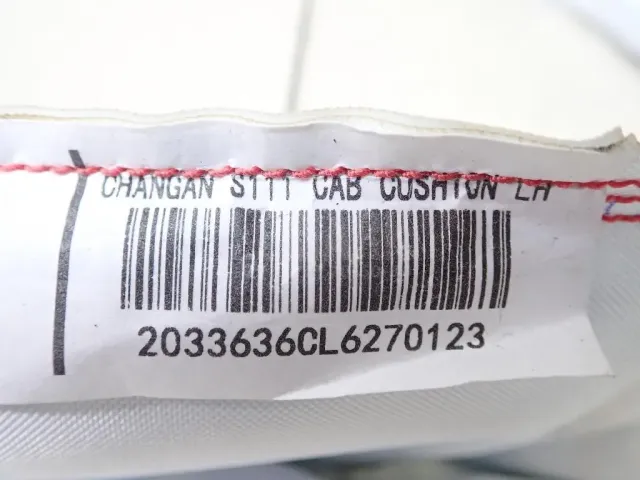 CHANGAN S111 CAB CUSHION LH
2033636CL6270123